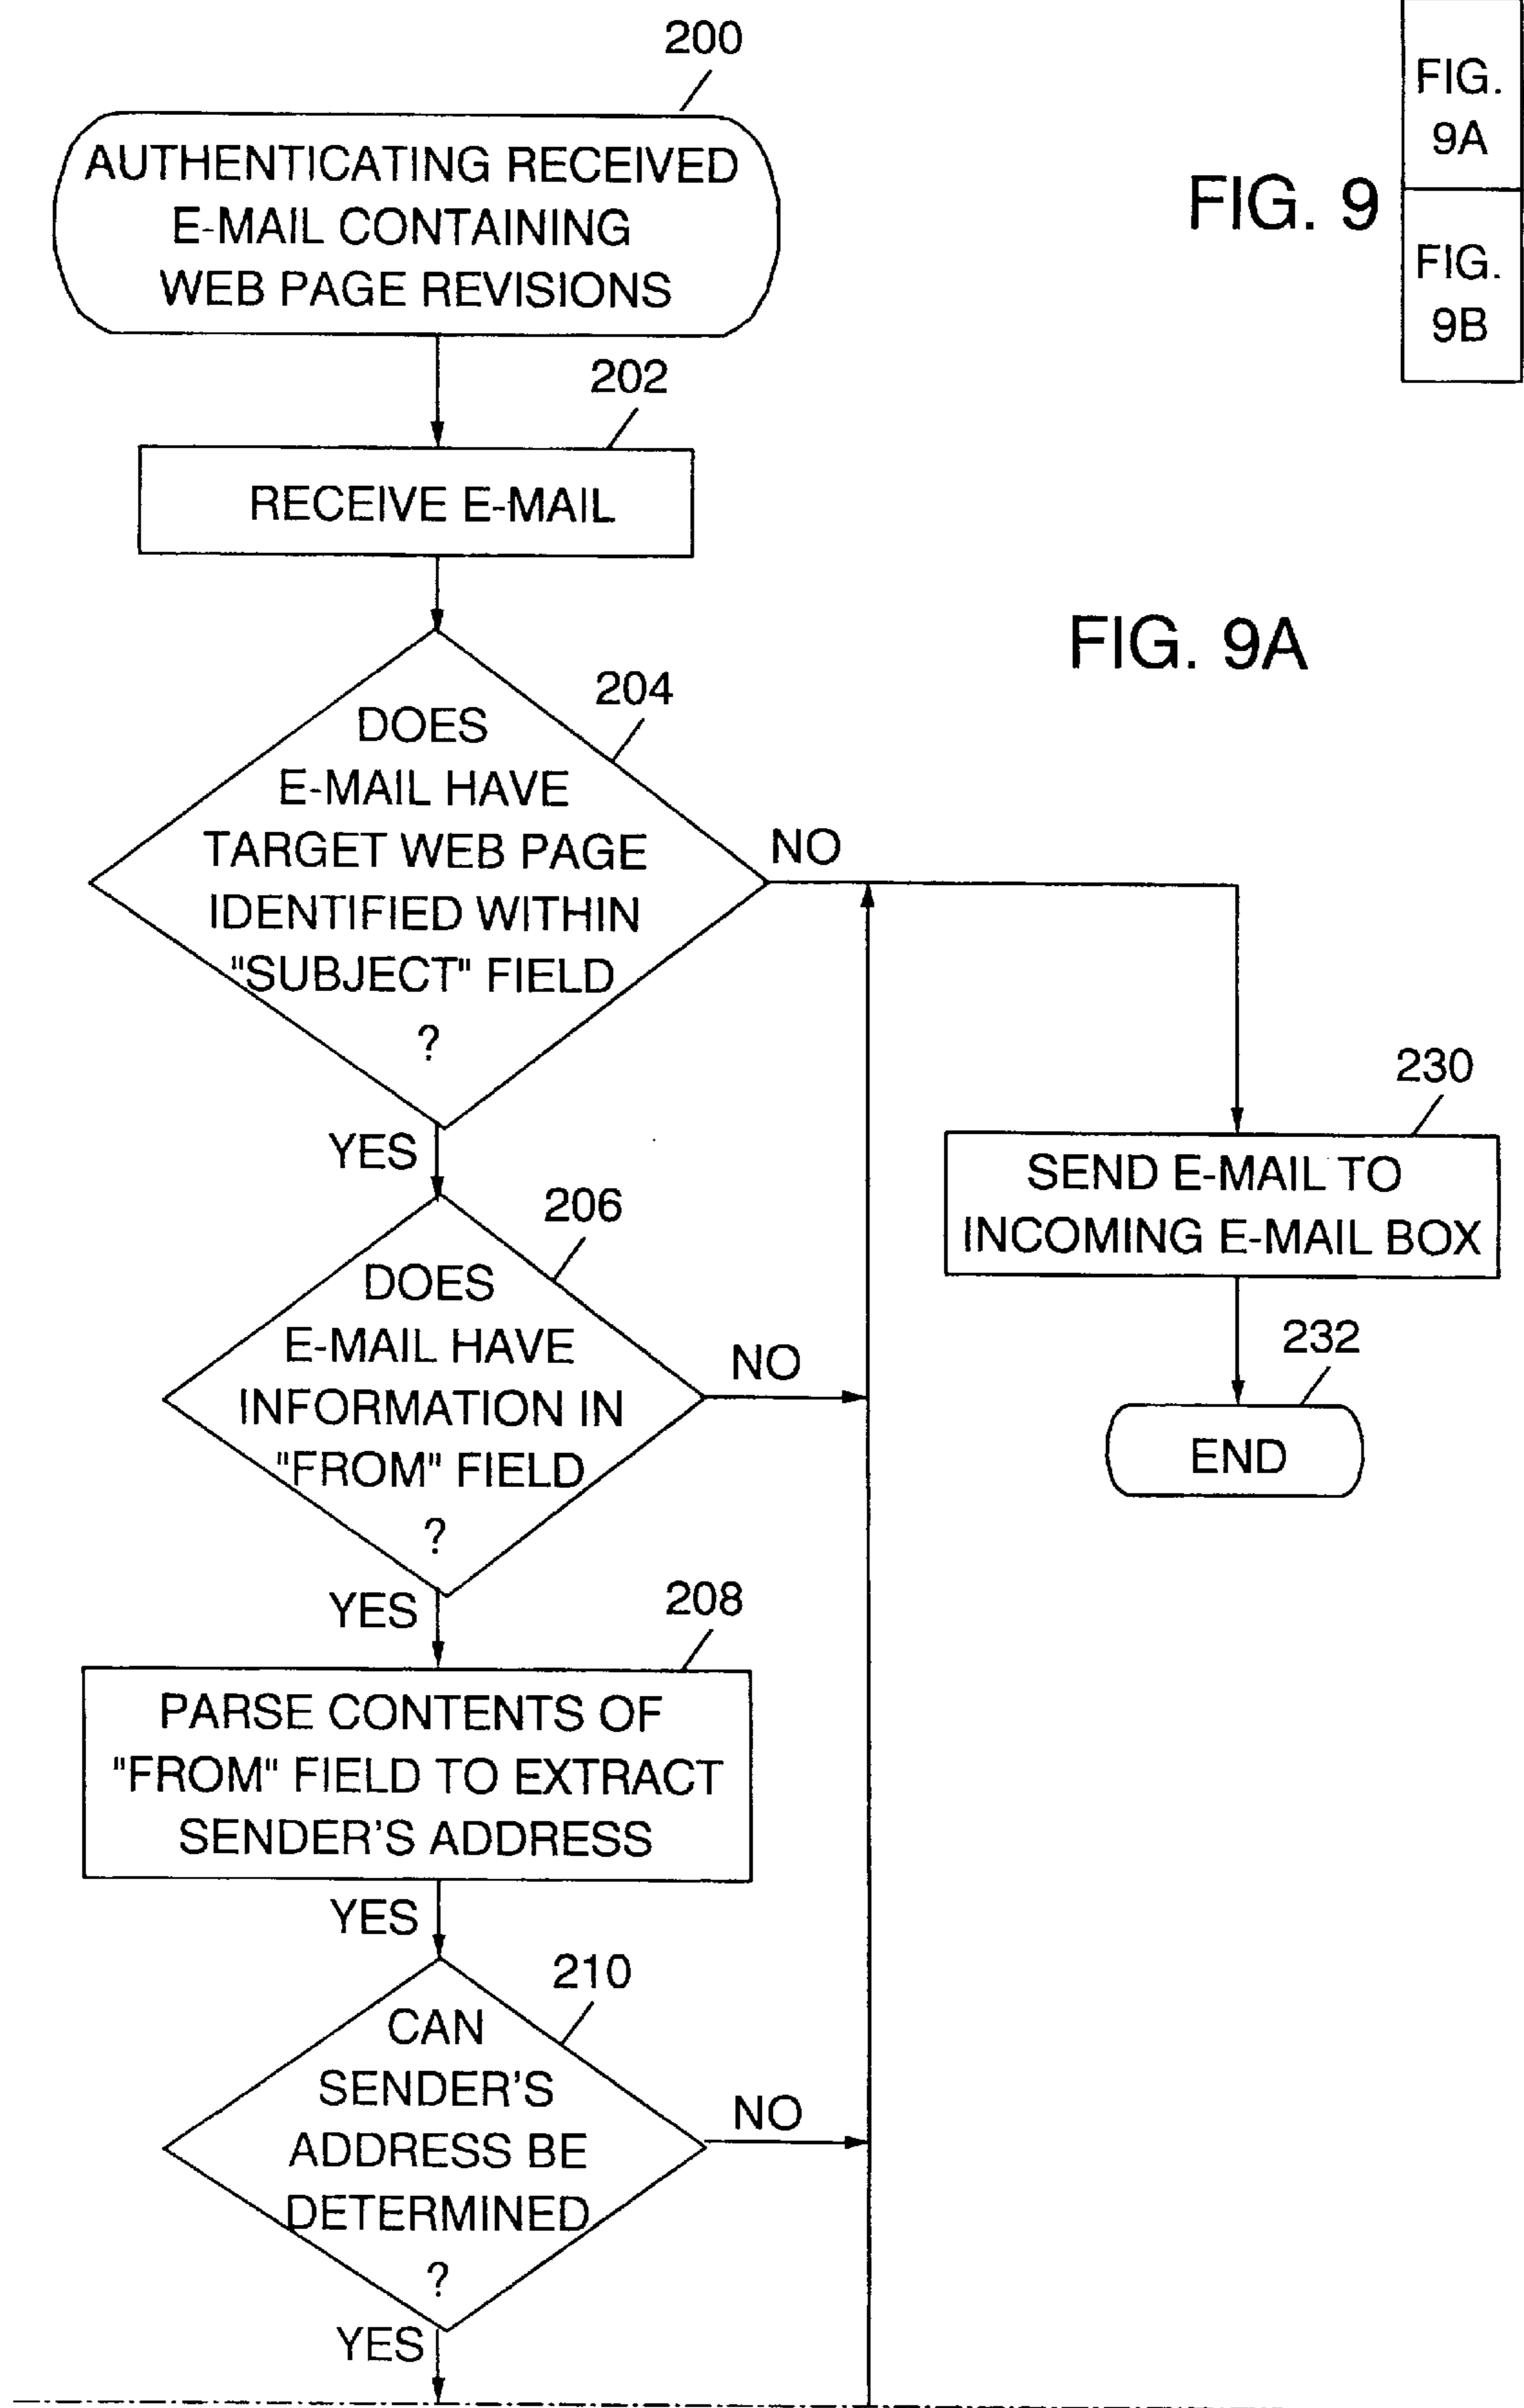 200
AUTHENTICATING RECEIVED
E-MAIL CONTAINING
WEB PAGE REVISIONS
FIG. 9
FIG.
9A
FIG.
9B
202
RECEIVE E-MAIL
FIG. 9A
204
DOES
E-MAIL HAVE
TARGET WEB PAGE
IDENTIFIED WITHIN
"SUBJECT" FIELD
?
NO
YES
230
SEND E-MAIL TO
INCOMING E-MAIL BOX
232
END
206
DOES
E-MAIL HAVE
INFORMATION IN
"FROM" FIELD
?
NO
YES
208
PARSE CONTENTS OF
"FROM" FIELD TO EXTRACT
SENDER'S ADDRESS
YES
210
CAN
SENDER'S
ADDRESS BE
DETERMINED
?
NO
YES